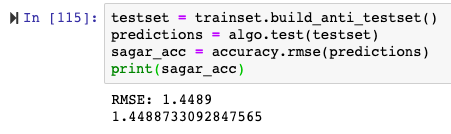 In [115]:
testset = trainset.build_anti_testset()
predictions = algo.test(testset)
sagar_acc = accuracy.rmse(predictions)
print(sagar_acc)
RMSE: 1.4489
1.4488733092847565